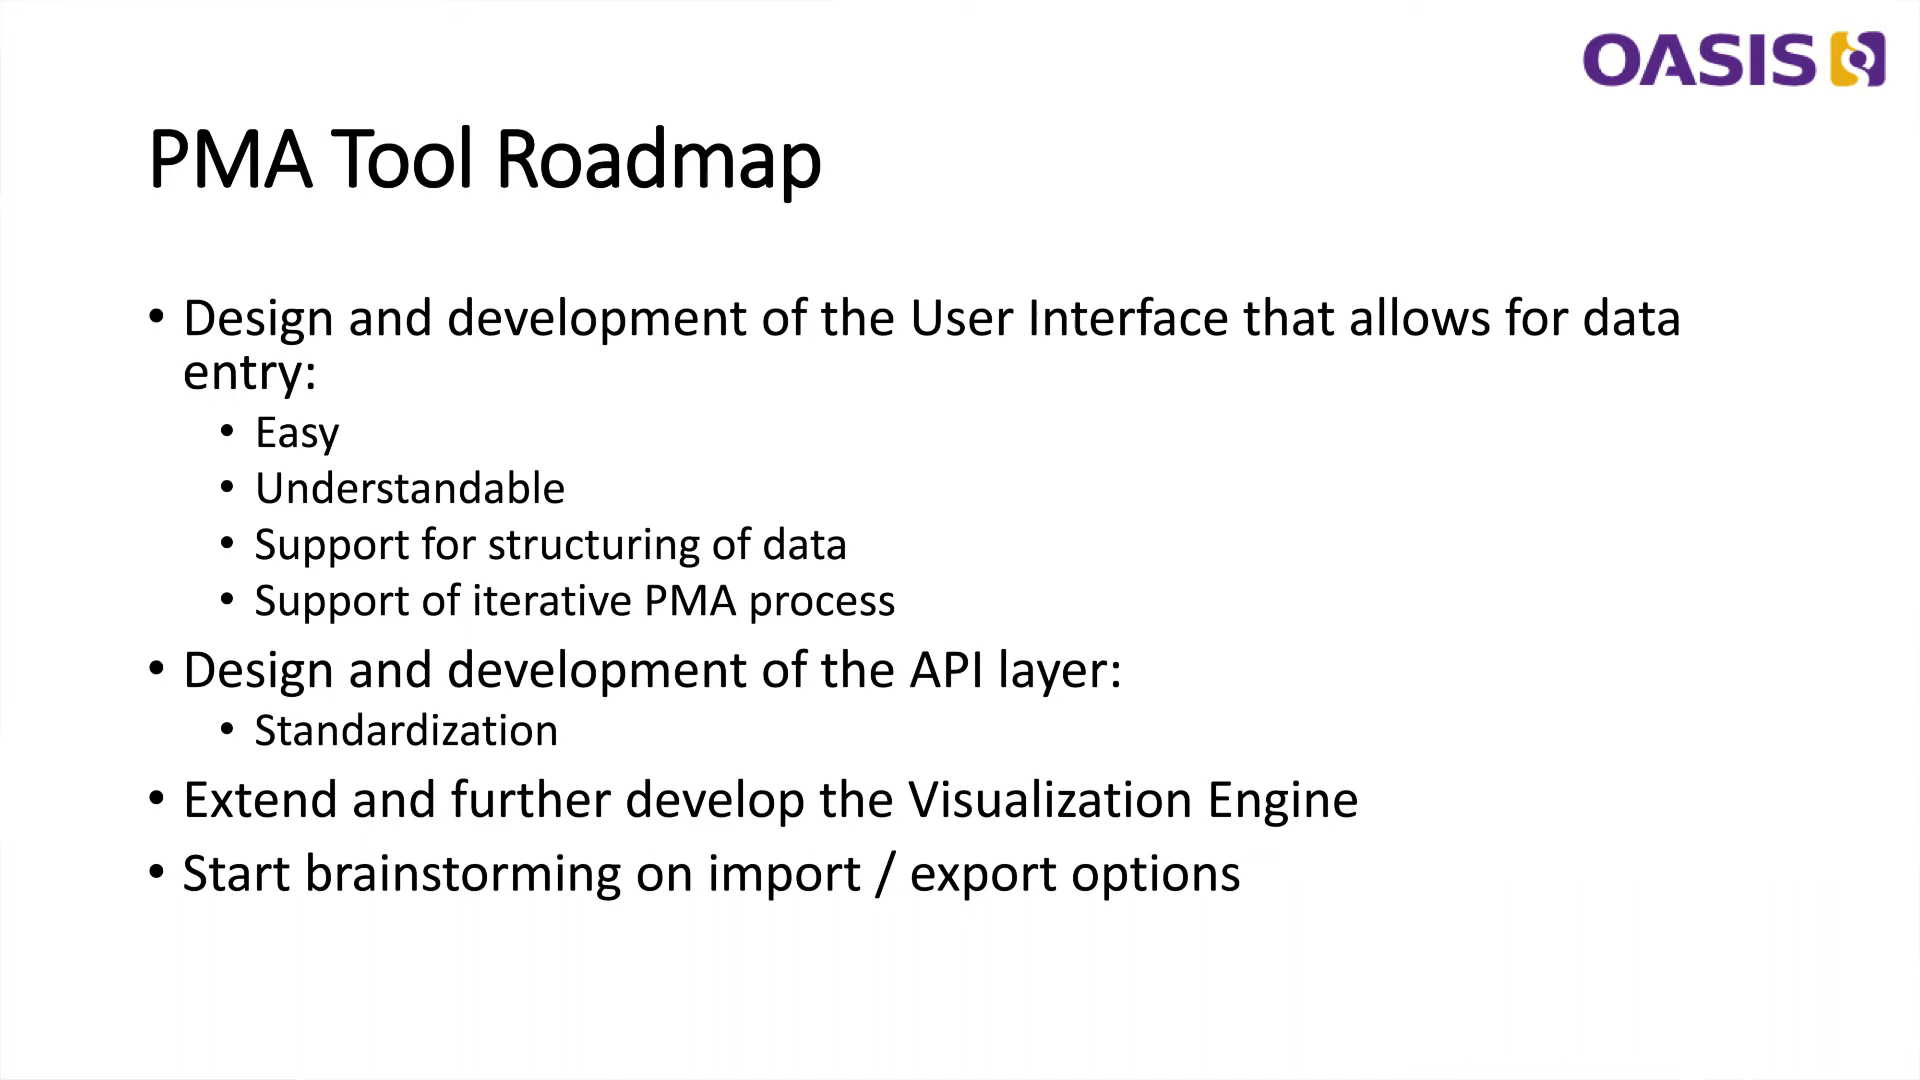 OASIS
PMA Tool Roadmap
• Design and development of the User Interface that allows for data
entry:
• Easy
• Understandable
• Support for structuring of data
• Support of iterative PMA process
• Design and development of the API layer:
• Standardization
• Extend and further develop the Visualization Engine
• Start brainstorming on import / export options